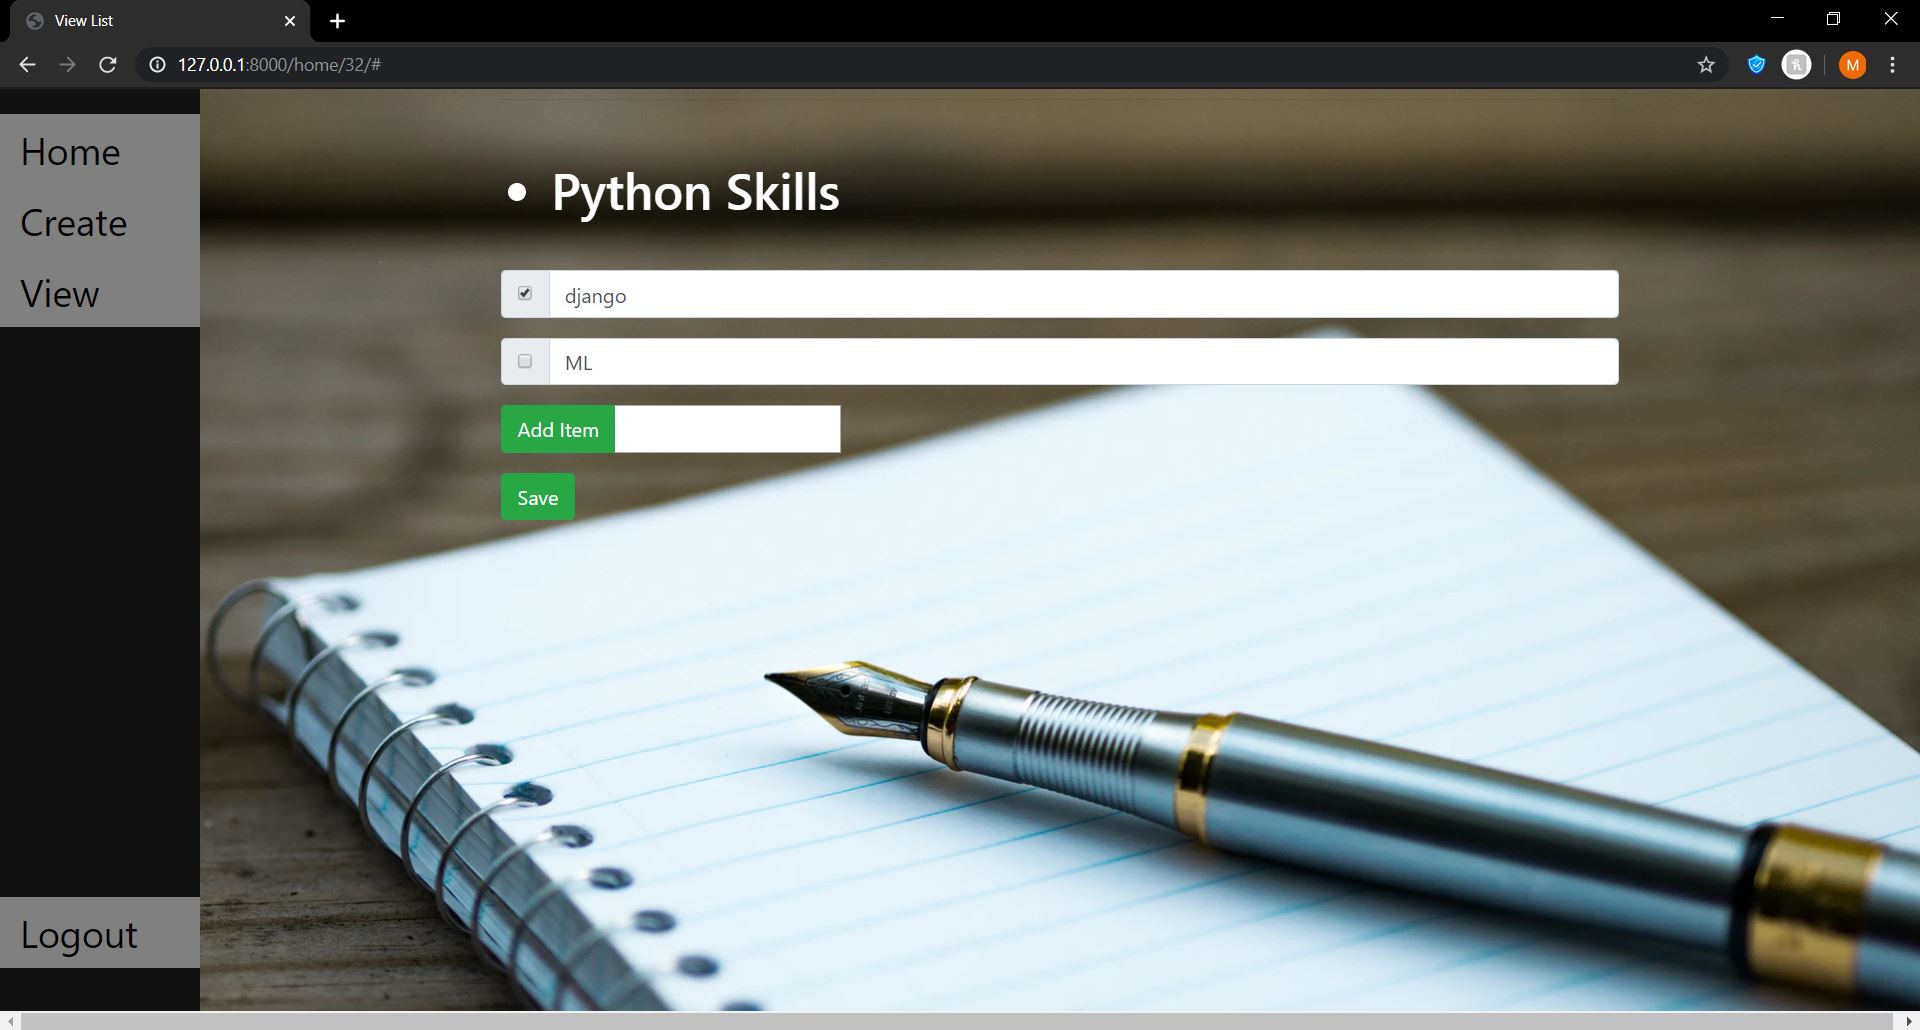 View List
127.0.0.1:8000/home/32/#
M
Home
Create
View
Python Skills
django
ML
Add Item
Save
Logout